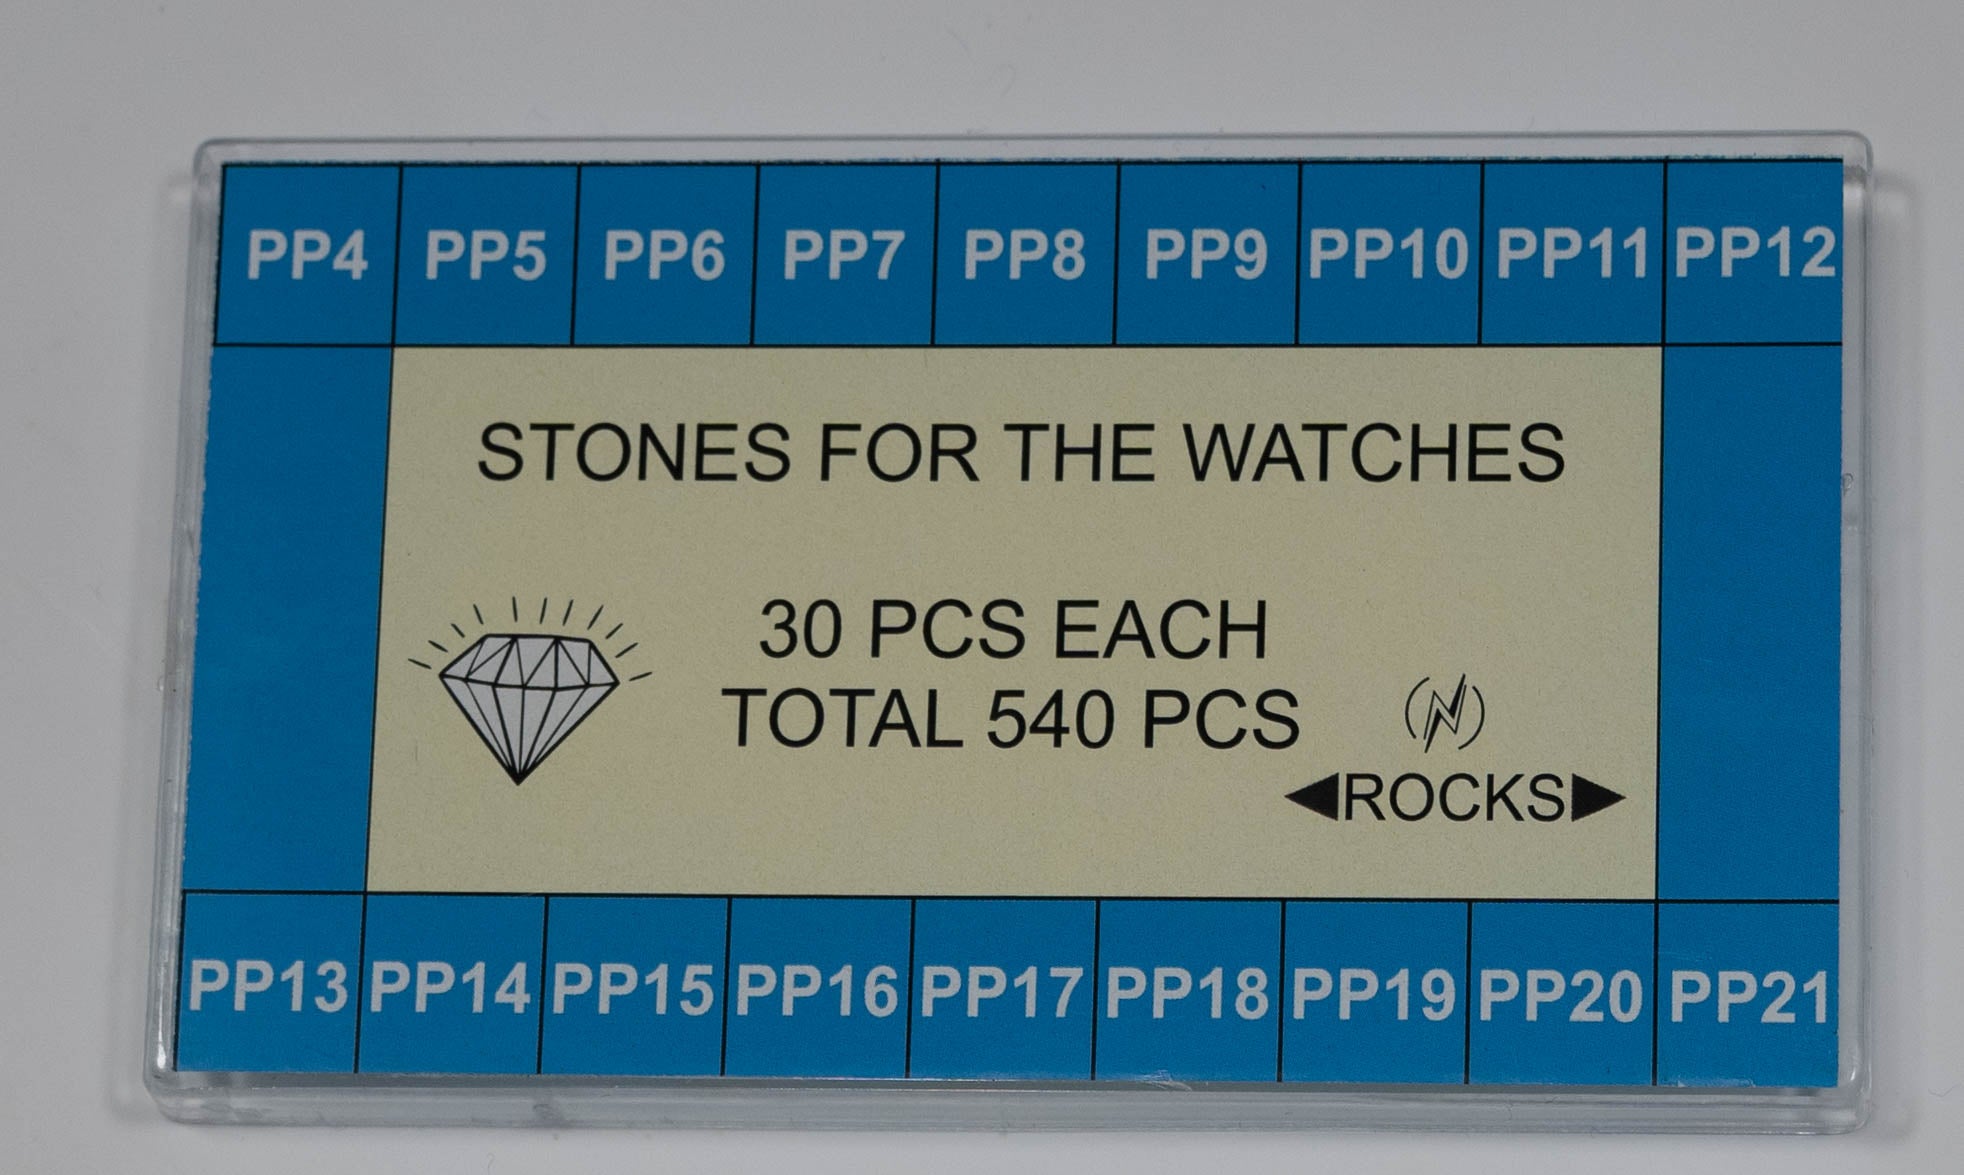 PP4 PP5 PP6 PP7 PP8 PP9 PP10 PP11 PP12
STONES FOR THE WATCHES
30 PCS EACH
TOTAL 540 PCS
N
ROCKS
PP13 PP14 PP15 PP16 PP17 PP18 PP19 PP20 PP21